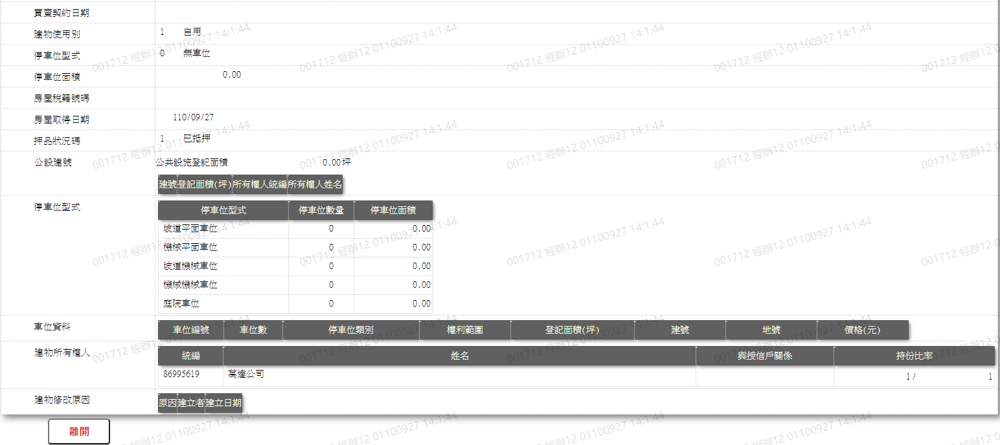 買賣契約日期
建物使用別 1 自用
停車位型式 0 無車位
停車位面積 0.00
房屋稅籍號碼
房屋取得日期 110/09/27
押品狀況碼 1 已抵押
公設建號 公共設施登記面積 0.00坪
建號 登記面積(坪) 所有權人統編 所有權人姓名
停車位型式 停車位型式 停車位數量 停車位面積
坡道平面車位 0 0.00
機械平面車位 0 0.00
坡道機械車位 0 0.00
機械機械車位 0 0.00
庭院車位 0 0.00
車位資料 車位編號 車位數 停車位類別 權利範圍 登記面積(坪) 建號 地號 價格(元)
建物所有權人 統編 姓名 與授信戶關係 持份比率
86995619 萬達公司 1 / 1
建物修改原因 原因 建立者 建立日期
離開
001712 經辦12 01100927 14:1:44